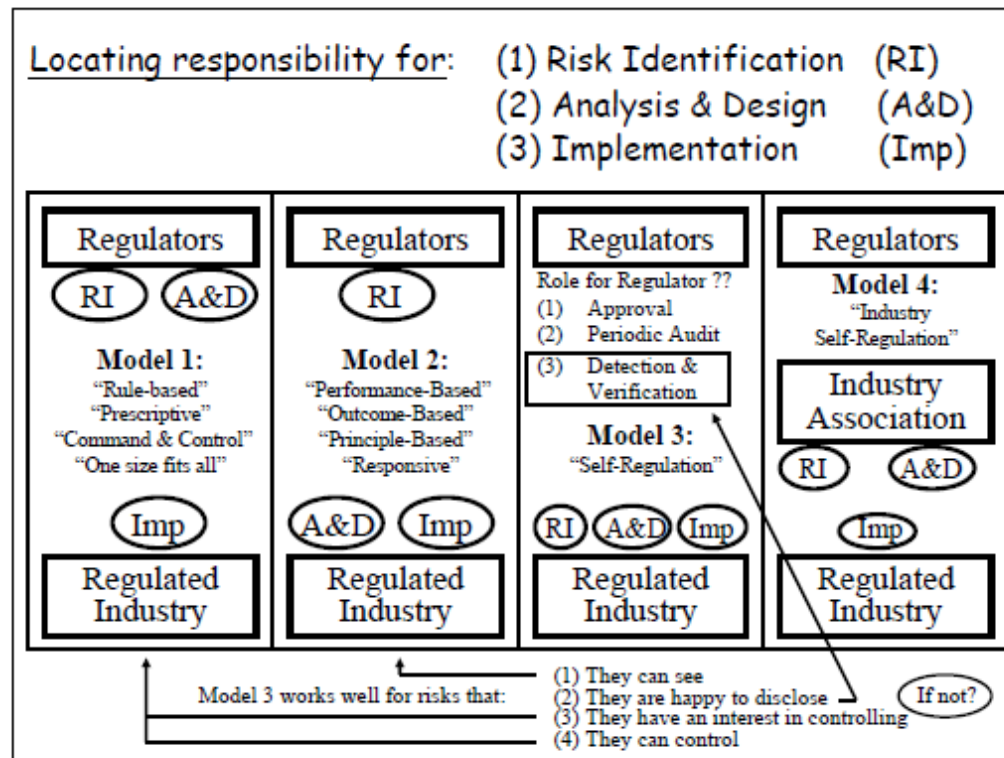 Locating responsibility for: (1) Risk Identification (RI)
(2) Analysis & Design (A&D)
(3) Implementation (Imp)
Regulators
RI A&D
Model 1:
“Rule-based”
“Prescriptive”
“Command & Control”
“One size fits all”
Imp
Regulated
Industry
Regulators
RI
Model 2:
“Performance-Based”
“Outcome-Based”
“Principle-Based”
“Responsive”
A&D Imp
Regulated
Industry
Regulators
Role for Regulator ??
(1) Approval
(2) Periodic Audit
(3) Detection &
Verification
Model 3:
“Self-Regulation”
RI A&D Imp
Regulated
Industry
Regulators
Model 4:
“Industry
Self-Regulation”
Industry
Association
RI A&D
Imp
Regulated
Industry
Model 3 works well for risks that:
(1) They can see
(2) They are happy to disclose
(3) They have an interest in controlling
(4) They can control
If not?